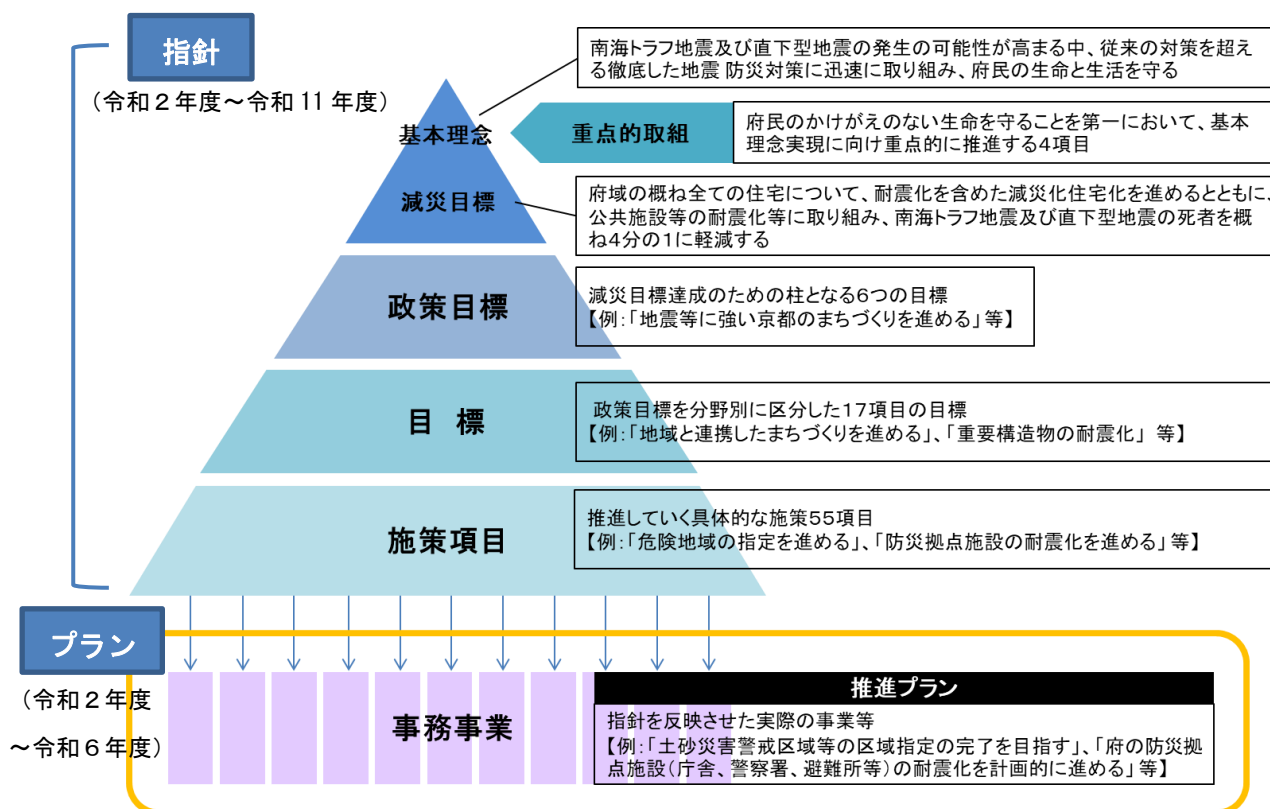 指針
（令和２年度～令和 11 年度）
南海トラフ地震及び直下型地震の発生の可能性が高まる中、従来の対策を超え
る徹底した地震 防災対策に迅速に取り組み、府民の生命と生活を守る
基本理念
重点的取組
府民のかけがえのない生命を守ることを第一において、基本
理念実現に向け重点的に推進する４項目
減災目標
府域の概ね全ての住宅について、耐震化を含めた減災化住宅化を進めるとともに、
公共施設等の耐震化等に取り組み、南海トラフ地震及び直下型地震の死者を概
ね４分の１に軽減する
政策目標
減災目標達成のための柱となる６つの目標
【例：「地震等に強い京都のまちづくりを進める」等】
目 標
政策目標を分野別に区分した１７項目の目標
【例：「地域と連携したまちづくりを進める」、「重要構造物の耐震化」 等】
施策項目
推進していく具体的な施策５５項目
【例：「危険地域の指定を進める」、「防災拠点施設の耐震化を進める」等】
プラン
（令和２年度
～令和６年度）
事務事業
推進プラン
指針を反映させた実際の事業等
【例：「土砂災害警戒区域等の区域指定の完了を目指す」、「府の防災拠
点施設（庁舎、警察署、避難所等）の耐震化を計画的に進める」等】